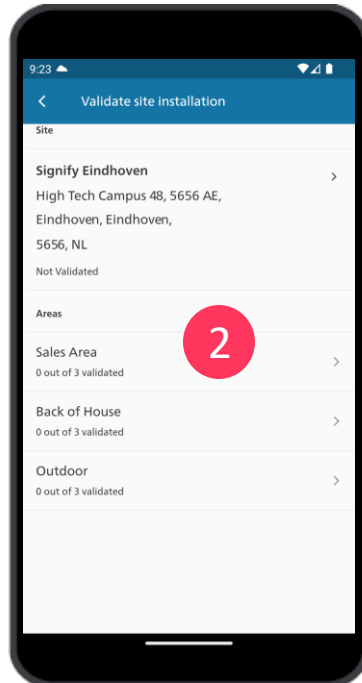 9:23
Validate site installation
Site
Signify Eindhoven
High Tech Campus 48, 5656 AE,
Eindhoven, Eindhoven,
5656, NL
Not Validated
Areas
2
Sales Area
0 out of 3 validated
Back of House
0 out of 3 validated
Outdoor
0 out of 3 validated